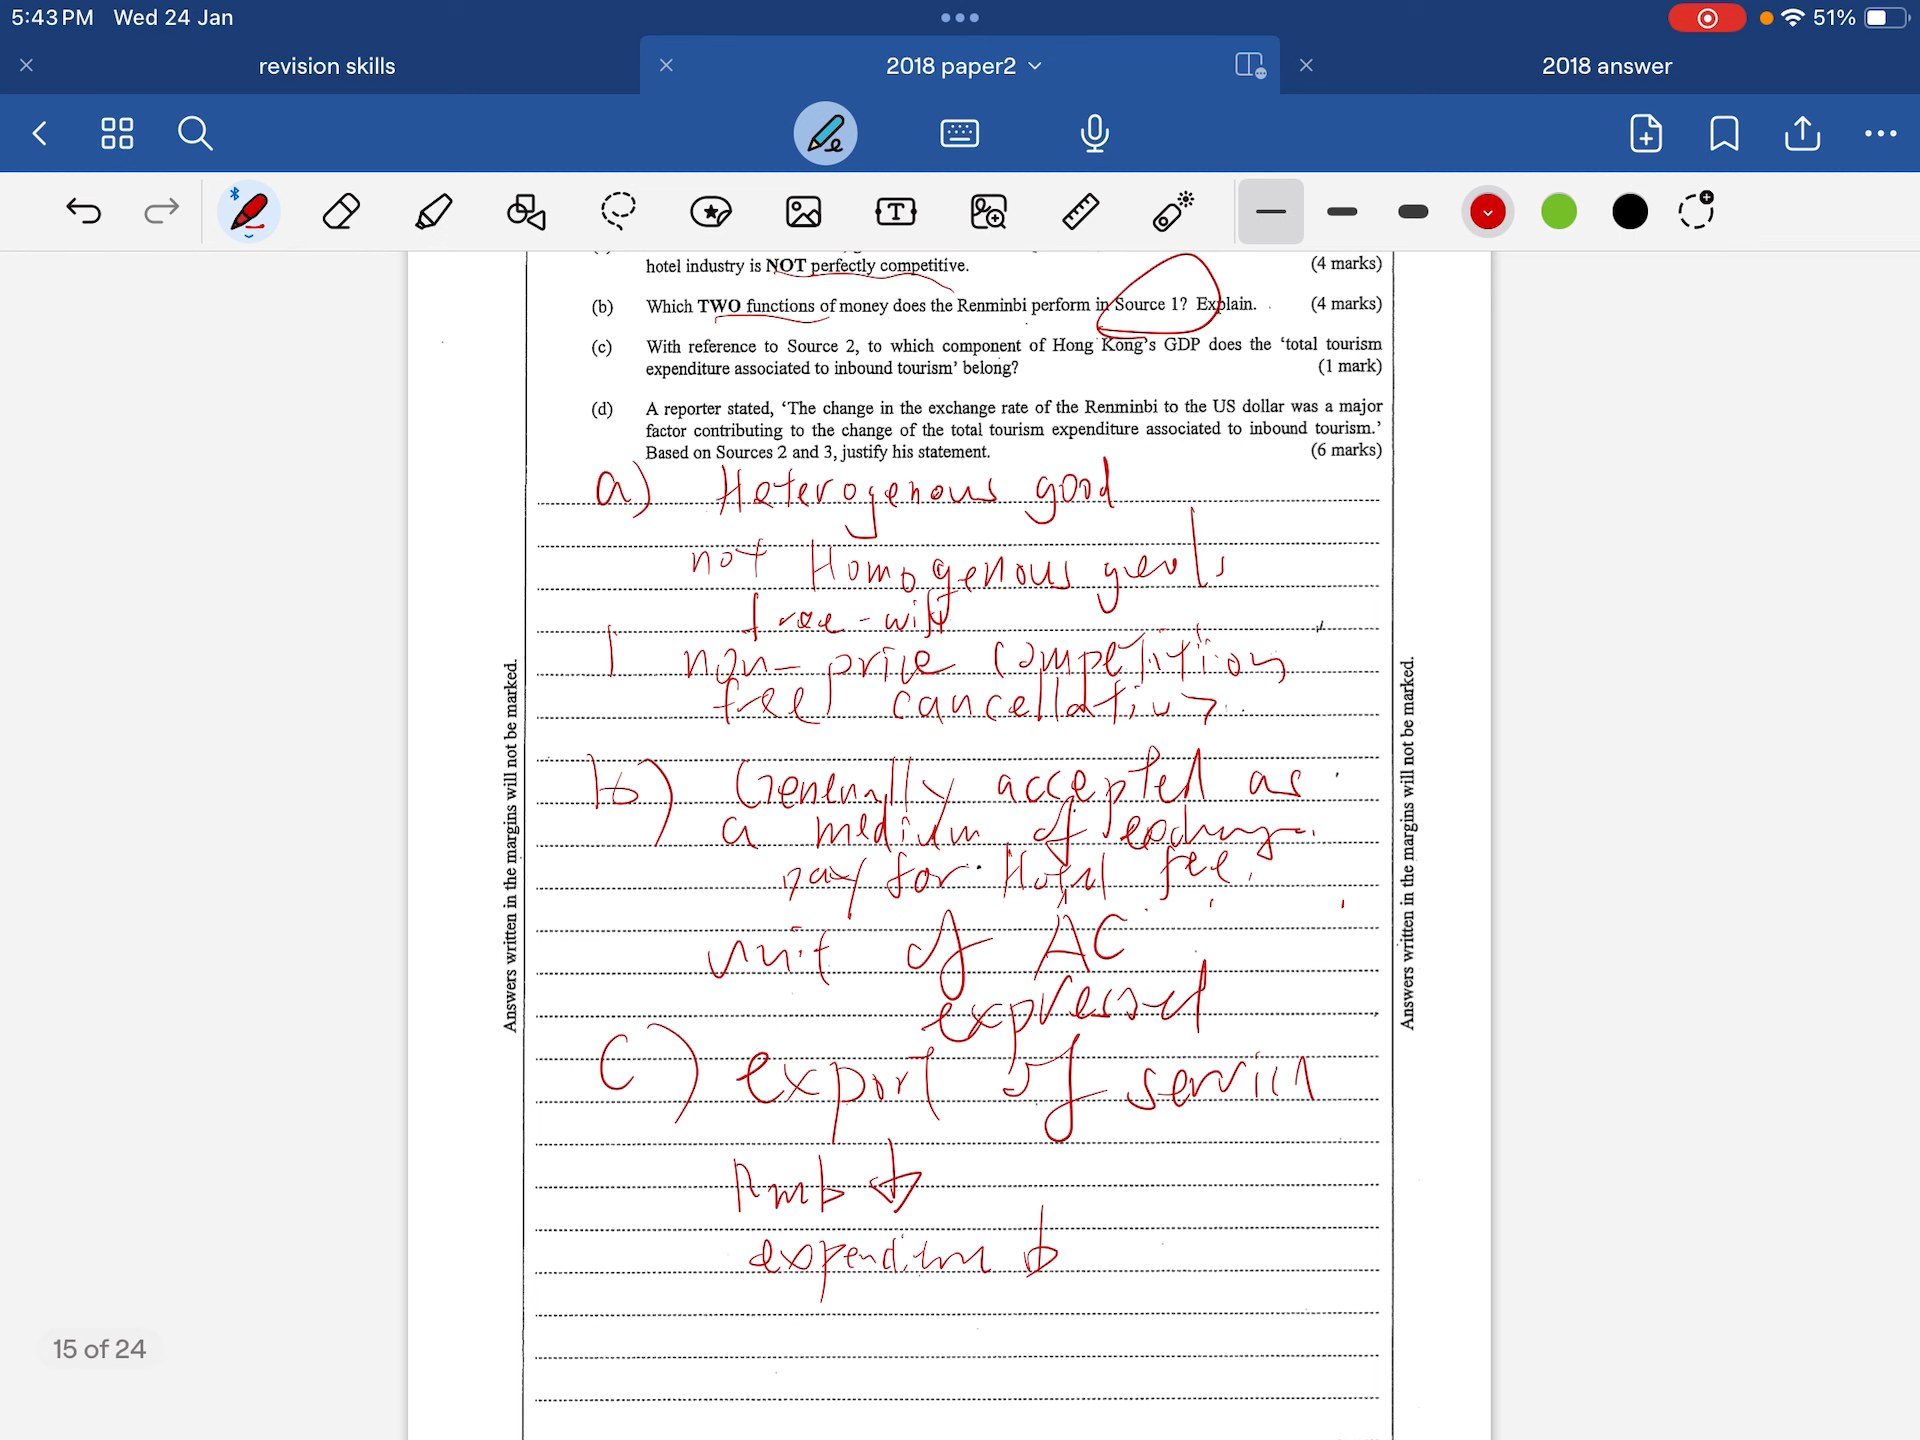 5:43 PM Wed 24 Jan
51%
revision skills
2018 paper2
2018 answer
hotel industry is NOT perfectly competitive. (4 marks)
(b) Which TWO functions of money does the Renminbi perform in Source 1? Explain. (4 marks)
(c) With reference to Source 2, to which component of Hong Kong's GDP does the 'total tourism
expenditure associated to inbound tourism' belong? (1 mark)
(d) A reporter stated, 'The change in the exchange rate of the Renminbi to the US dollar was a major
factor contributing to the change of the total tourism expenditure associated to inbound tourism.'
Based on Sources 2 and 3, justify his statement. (6 marks)
a) Heterogenous good
not Homogenous goods
free-wifi
non-price competition,
free cancellation
b) Generally accepted as
a medium of exchange.
pay for Hotel fee.
unit of AC
expressed
c) export of service
Rmb ↓
expenditure ↓
Answers written in the margins will not be marked.
Answers written in the margins will not be marked.
15 of 24